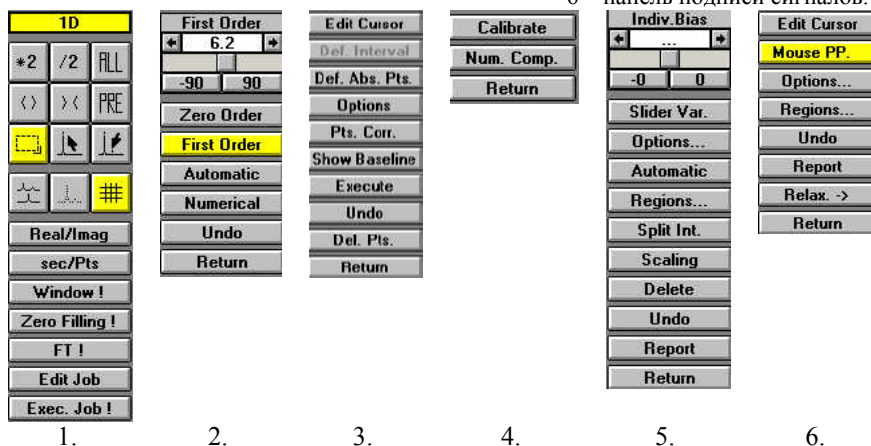 6 – панель подписи сигналов.
1D
*2 /2 ALL
<> >< PRE
Real/Imag
sec/Pts
Window !
Zero Filling !
FT !
Edit Job
Exec. Job !
1.
First Order
6.2
-90 90
Zero Order
First Order
Automatic
Numerical
Undo
Return
2.
Edit Cursor
Def. Interval
Def. Abs. Pts.
Options
Pts. Corr.
Show Baseline
Execute
Undo
Del. Pts.
Return
3.
Calibrate
Num. Comp.
Return
4.
Indiv.Bias
...
-0 0
Slider Var.
Options...
Automatic
Regions...
Split Int.
Scaling
Delete
Undo
Report
Return
5.
Edit Cursor
Mouse PP.
Options...
Regions...
Undo
Report
Relax. ->
Return
6.